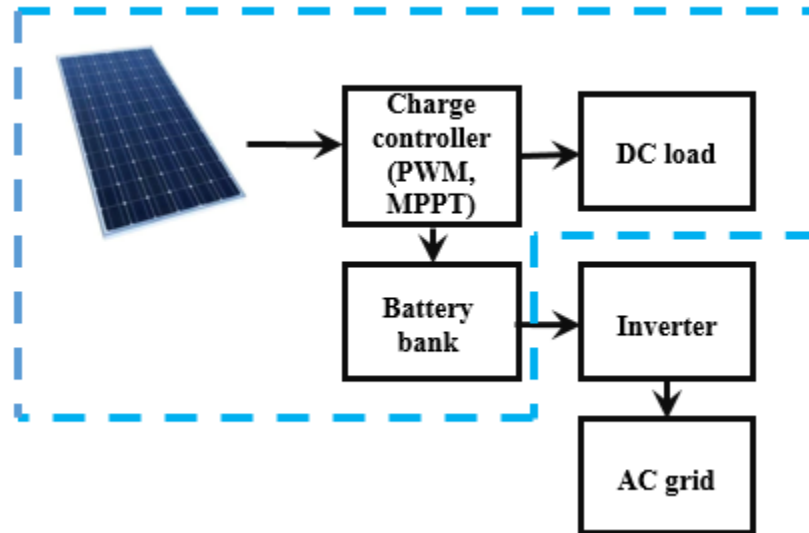 Charge
controller
(PWM,
MPPT)
DC load
Battery
bank
Inverter
AC grid